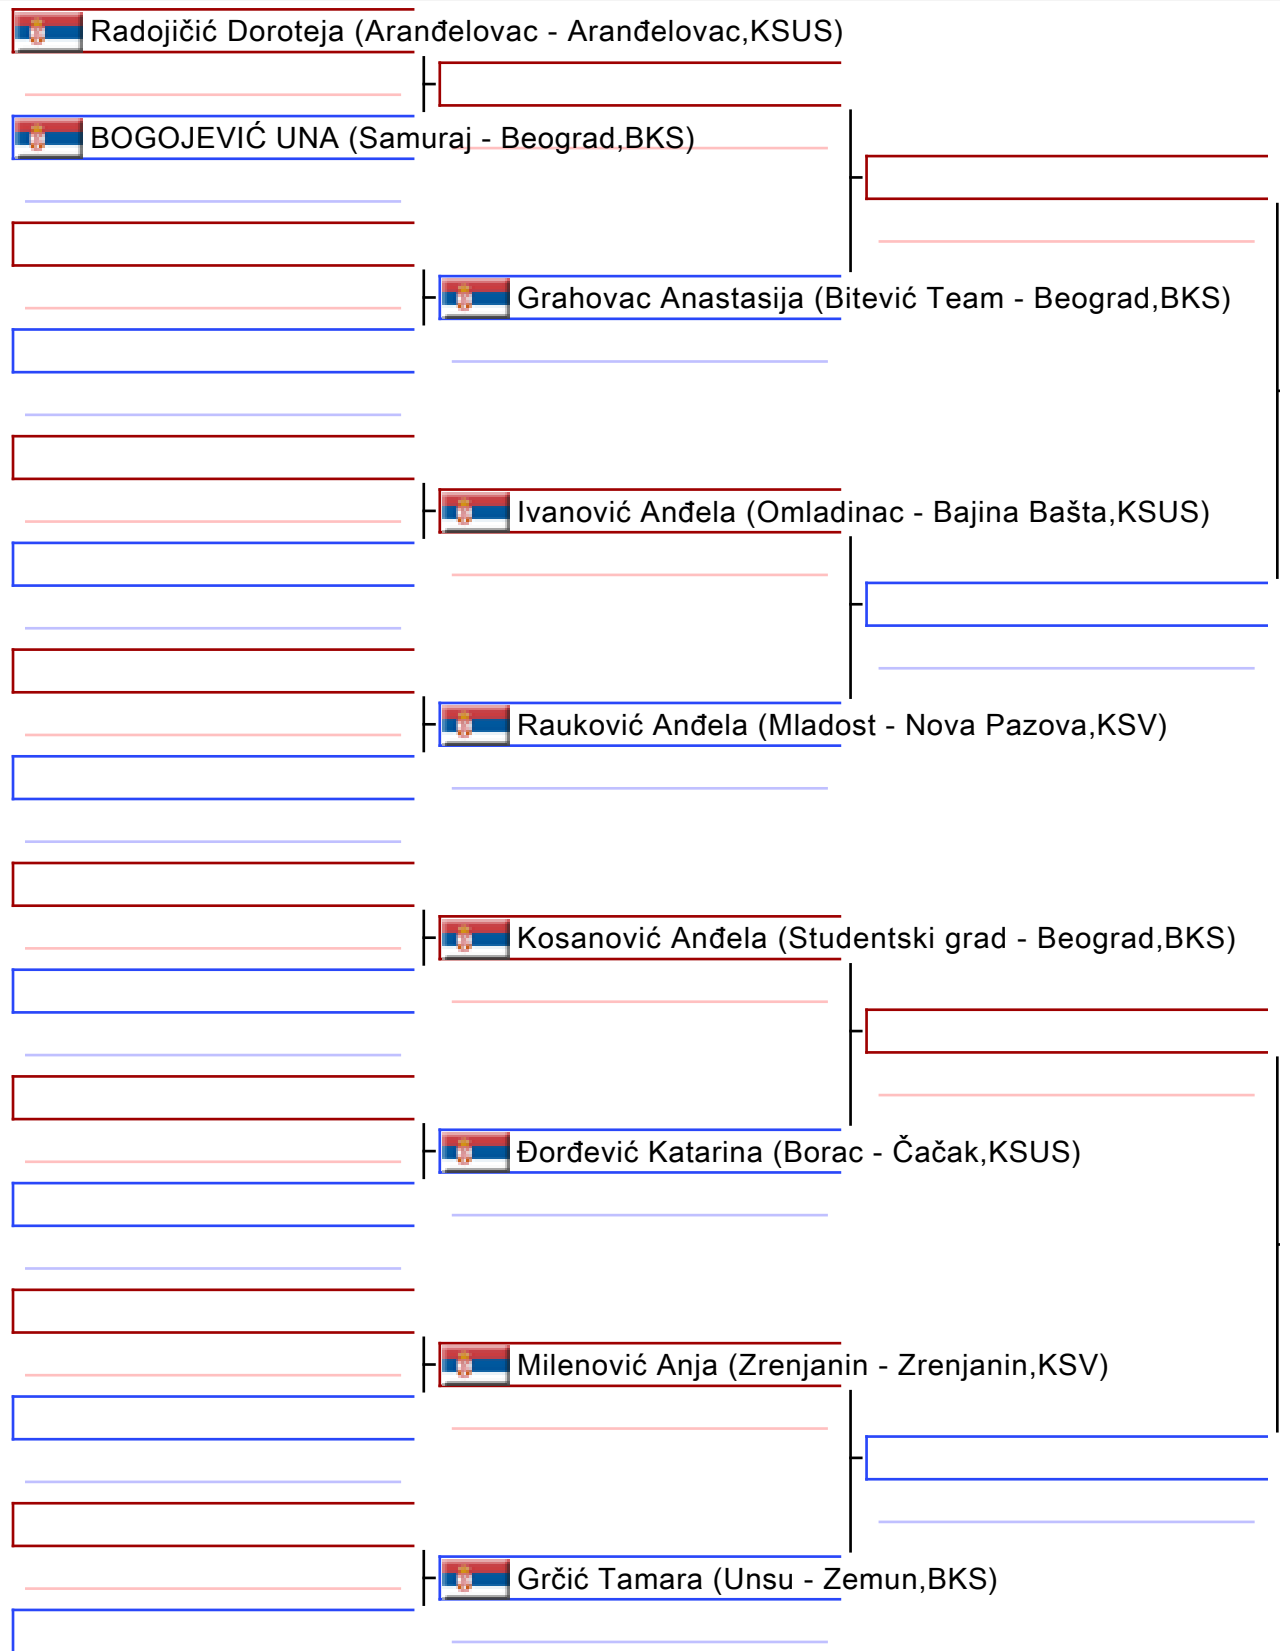 Radojičić Doroteja (Aranđelovac - Aranđelovac,KSUS)
BOGOJEVIĆ UNA (Samuraj - Beograd,BKS)
Grahovac Anastasija (Bitević Team - Beograd,BKS)
Ivanović Anđela (Omladinac - Bajina Bašta,KSUS)
Rauković Anđela (Mladost - Nova Pazova,KSV)
Kosanović Anđela (Studentski grad - Beograd,BKS)
Đorđević Katarina (Borac - Čačak,KSUS)
Milenović Anja (Zrenjanin - Zrenjanin,KSV)
Grčić Tamara (Unsu - Zemun,BKS)